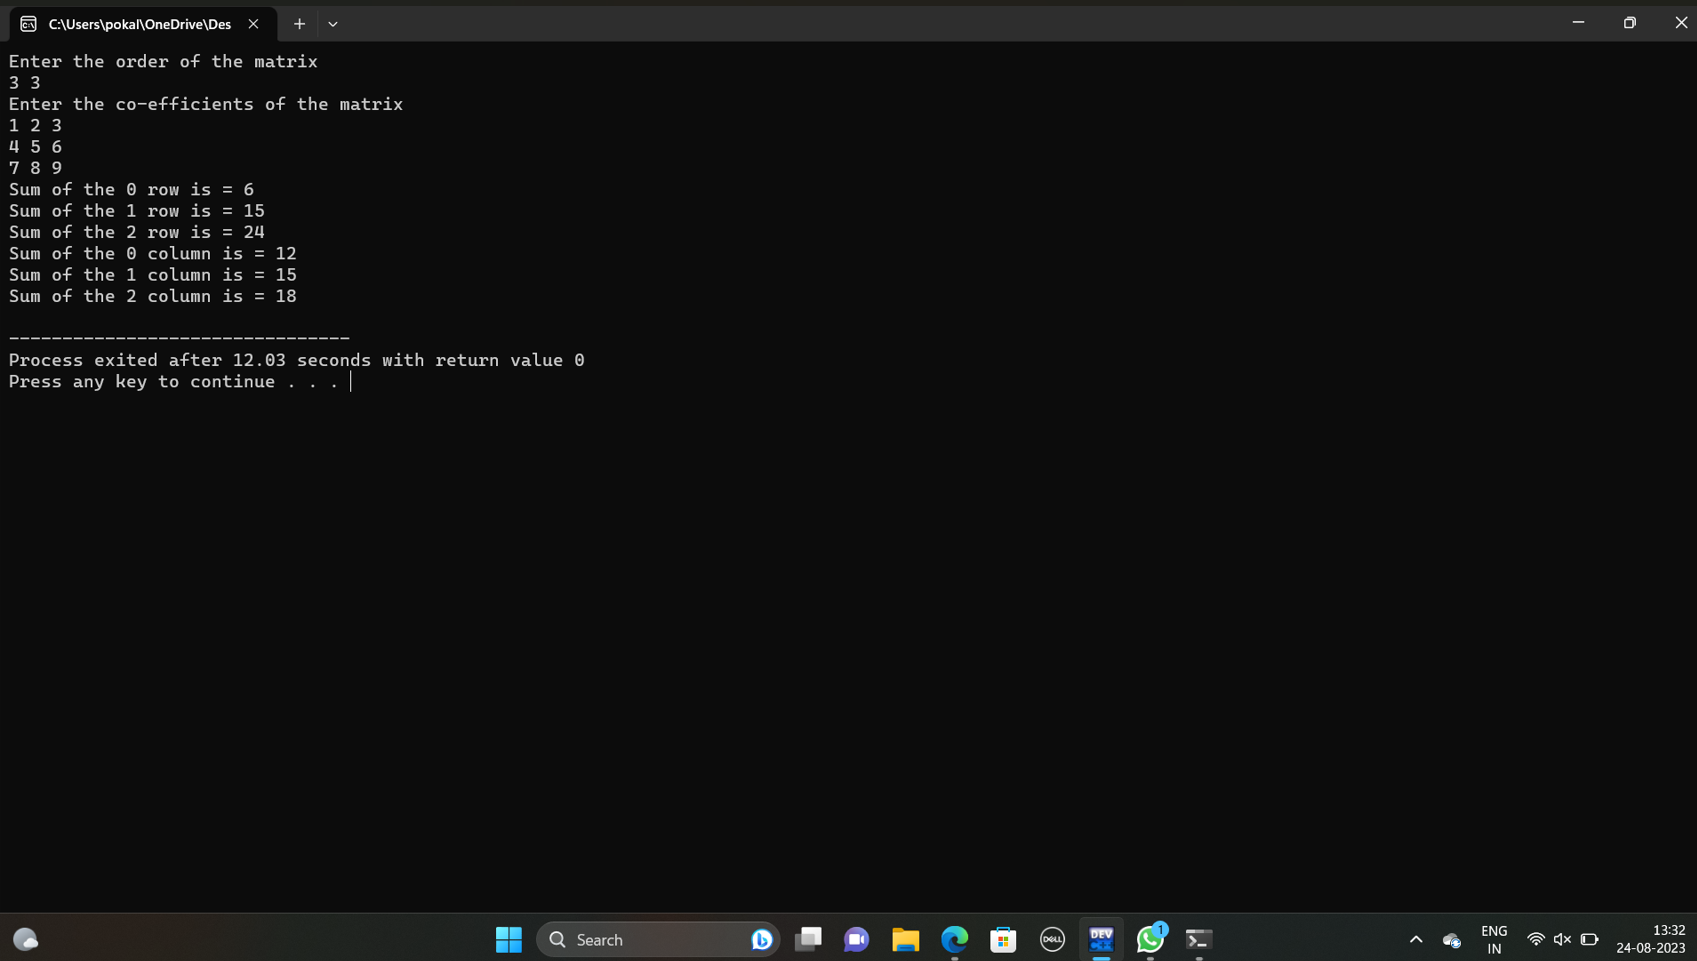 C:\Users\pokal\OneDrive\Des
Enter the order of the matrix
3 3
Enter the co-efficients of the matrix
1 2 3
4 5 6
7 8 9
Sum of the 0 row is = 6
Sum of the 1 row is = 15
Sum of the 2 row is = 24
Sum of the 0 column is = 12
Sum of the 1 column is = 15
Sum of the 2 column is = 18
--------------------------------
Process exited after 12.03 seconds with return value 0
Press any key to continue . . .
Search
DELL
DEV
C++
1
ENG
IN
13:32
24-08-2023